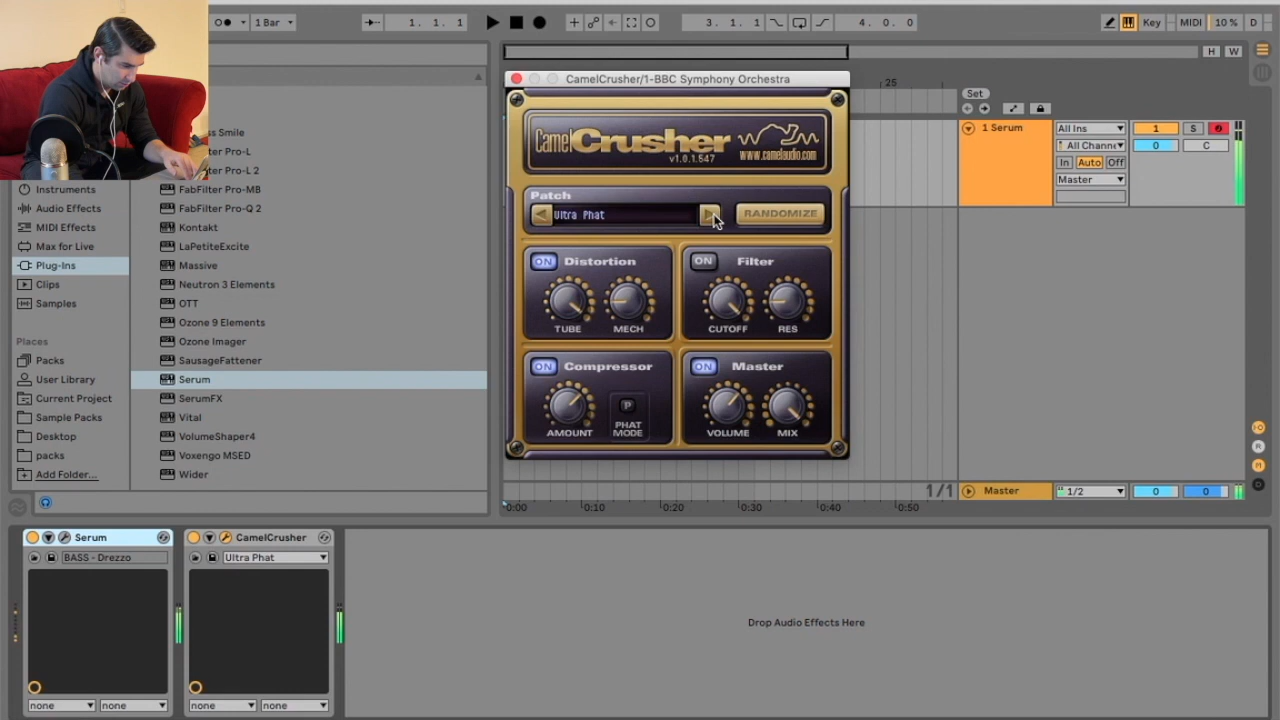 1 Bar
1. 1. 1
3. 1. 1
4. 0. 0
Key
MIDI
10 %
D
H
W
ss Smile
ter Pro-L
ter Pro-L 2
Instruments
FabFilter Pro-MB
Audio Effects
FabFilter Pro-Q 2
MIDI Effects
Kontakt
Max for Live
LaPetiteExcite
Plug-Ins
Massive
Clips
Neutron 3 Elements
Samples
OTT
Ozone 9 Elements
Places
Ozone Imager
Packs
SausageFattener
User Library
Serum
Current Project
SerumFX
Sample Packs
Vital
Desktop
VolumeShaper4
packs
Voxengo MSED
Add Folder...
Wider
CamelCrusher/1-BBC Symphony Orchestra
CamelCrusher
v1.0.1.547
www.camelaudio.com
Patch
Ultra Phat
RANDOMIZE
ON Distortion
TUBE MECH
ON Filter
CUTOFF RES
ON Compressor
AMOUNT
P
PHAT
MODE
ON Master
VOLUME MIX
25
Set
1 Serum
All Ins
1
S
All Channe
0
C
In Auto Off
Master
1/1
Master
1/2
0
0
0:00
0:10
0:20
0:30
0:40
0:50
R
M
Serum
BASS - Drezzo
none
none
CamelCrusher
Ultra Phat
none
none
Drop Audio Effects Here